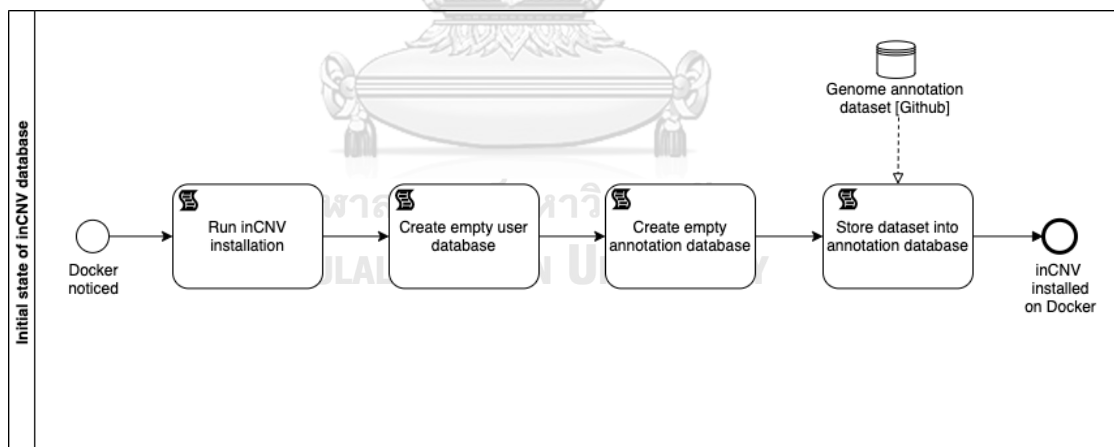 Initial state of inCNV database
Genome annotation
dataset [Github]
Docker
noticed
Run inCNV
installation
Create empty user
database
Create empty
annotation database
Store dataset into
annotation database
inCNV
installed
on Docker